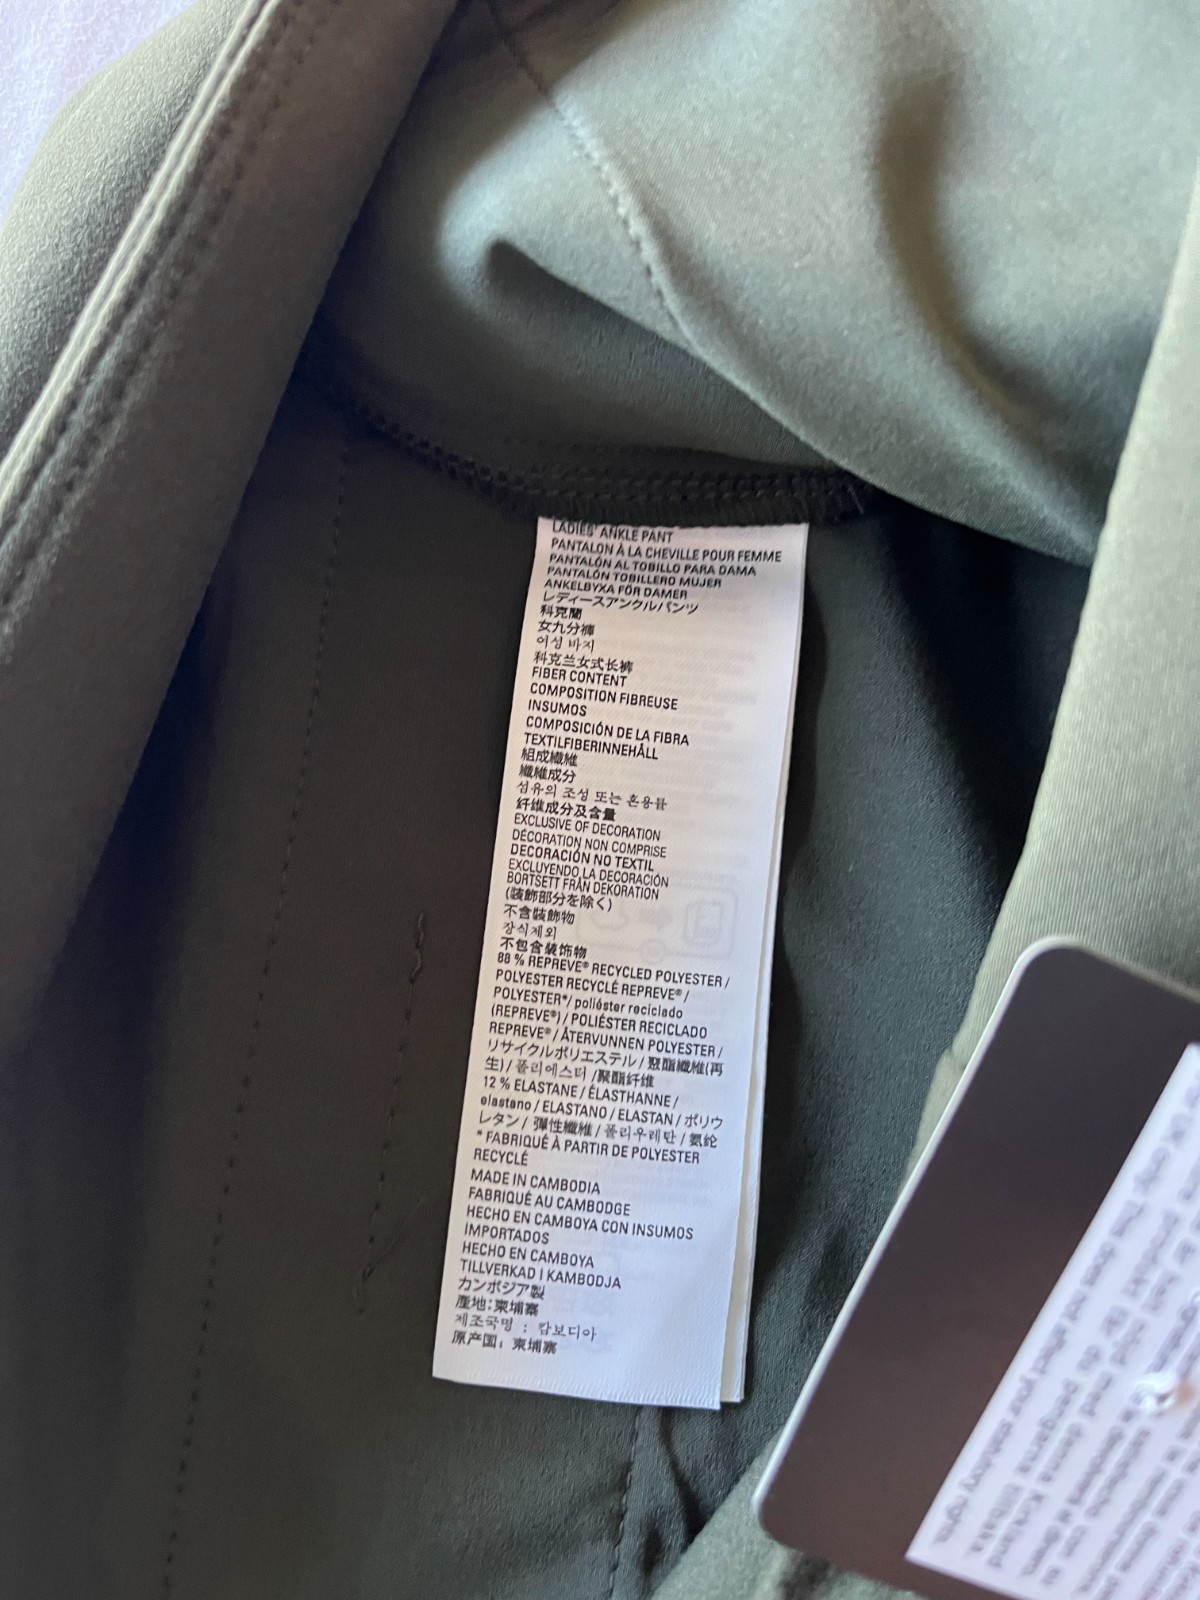 LADIES' ANKLE PANT
PANTALON À LA CHEVILLE POUR FEMME
PANTALÓN AL TOBILLO PARA DAMA
PANTALÓN TOBILLERO MUJER
ANKELBYXA FÖR DAMER
レディースアンクルパンツ
科克蘭
女九分褲
여성 바지
科克兰女式长裤
FIBER CONTENT
COMPOSITION FIBREUSE
INSUMOS
COMPOSICIÓN DE LA FIBRA
TEXTILFIBERINNEHÅLL
組成繊維
纖維成分
섬유의 조성 또는 혼용률
纤维成分及含量
EXCLUSIVE OF DECORATION
DÉCORATION NON COMPRISE
DECORACIÓN NO TEXTIL
EXCLUYENDO LA DECORACIÓN
BORTSETT FRÅN DEKORATION
(装飾部分を除く)
不含裝飾物
장식제외
不包含装饰物
88 % REPREVE® RECYCLED POLYESTER /
POLYESTER RECYCLÉ REPREVE® /
POLYESTER*/ poliéster reciclado
(REPREVE®) / POLIÉSTER RECICLADO
REPREVE® / ÅTERVUNNEN POLYESTER /
リサイクルポリエステル / 聚酯纖維(再
生) / 폴리에스터 /聚酯纤维
12 % ELASTANE / ÉLASTHANNE /
elastano / ELASTANO / ELASTAN / ポリウ
レタン / 彈性纖維 / 폴리우레탄 / 氨纶
* FABRIQUÉ À PARTIR DE POLYESTER
RECYCLÉ
MADE IN CAMBODIA
FABRIQUÉ AU CAMBODGE
HECHO EN CAMBOYA CON INSUMOS
IMPORTADOS
HECHO EN CAMBOYA
TILLVERKAD I KAMBODJA
カンボジア製
產地:柬埔寨
제조국명 : 캄보디아
原产国: 柬埔寨
UK only: This does not affect your statutory rights.